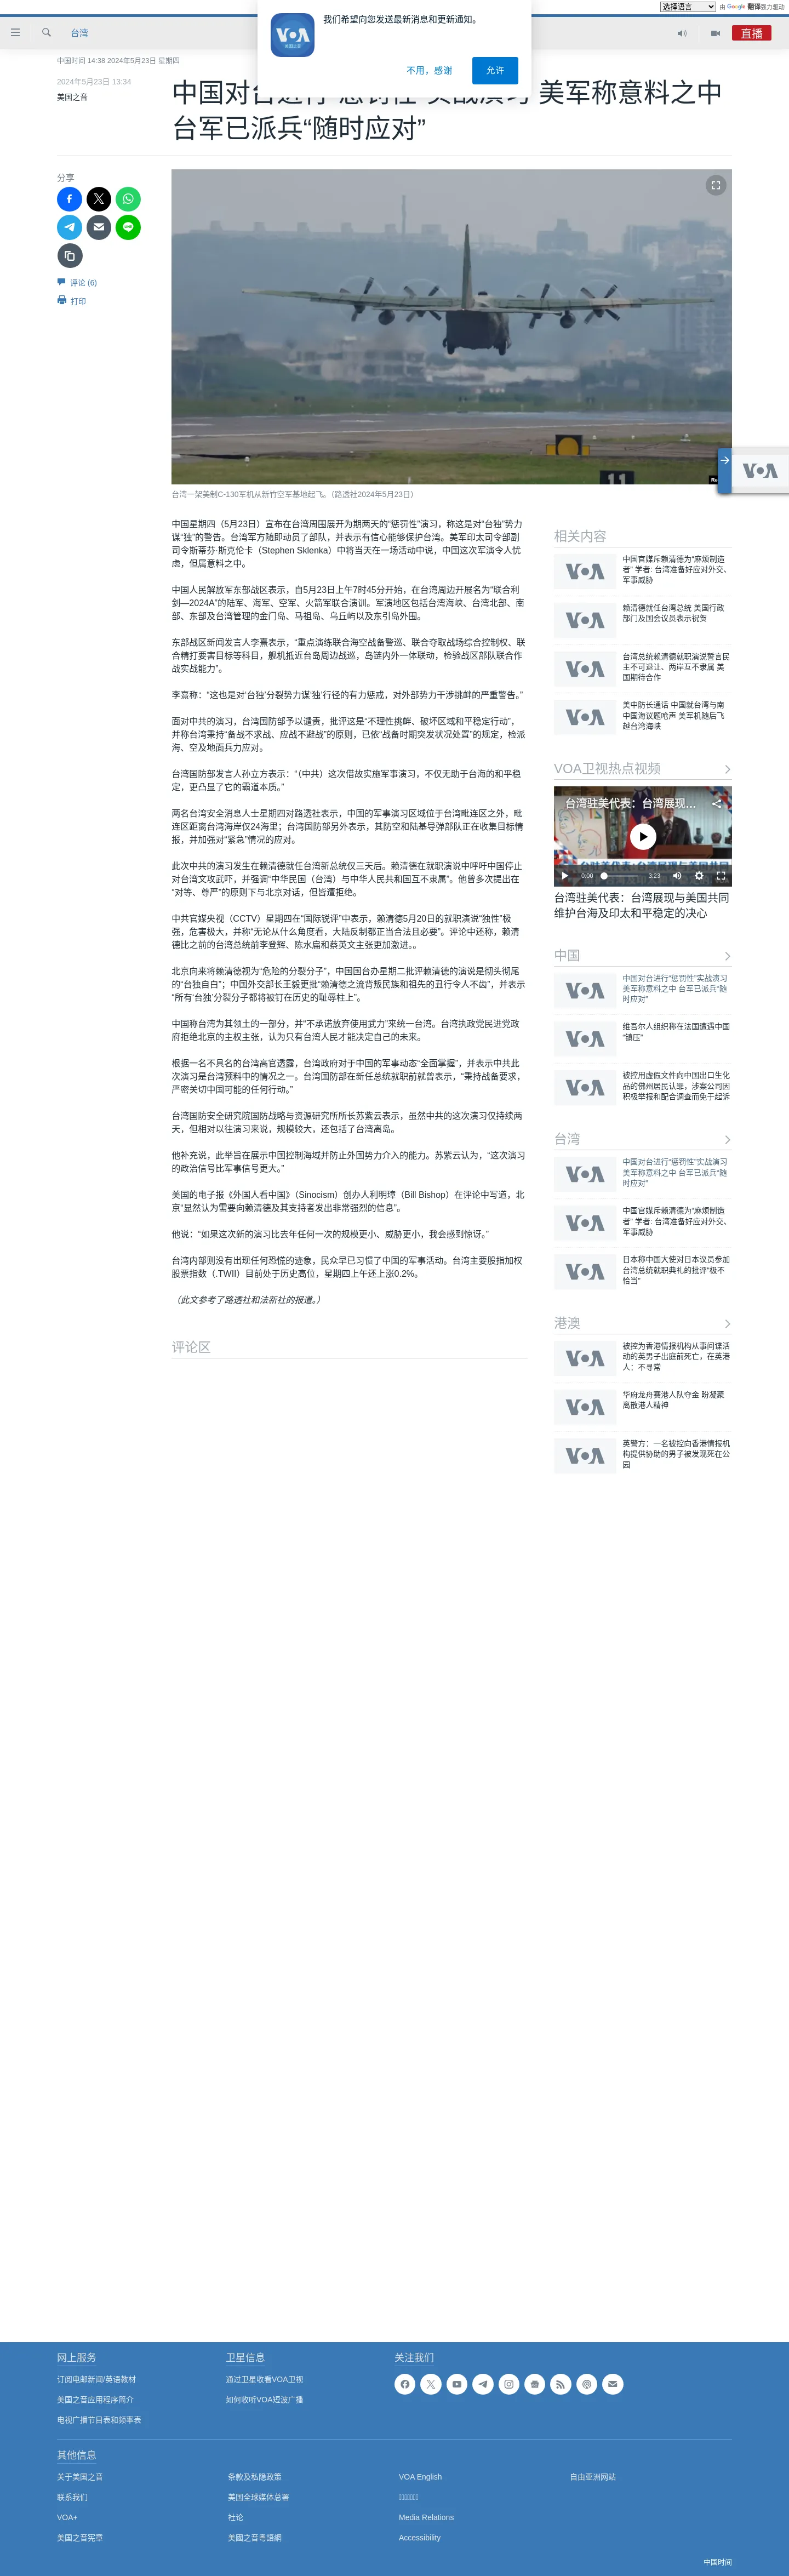 选择语言
由 Google 翻译强力驱动
我们希望向您发送最新消息和更新通知。
不用，感谢
允许
VOA
台湾
直播
中国时间 14:38 2024年5月23日 星期四
2024年5月23日 13:34
美国之音
美军称意料之中
台军已派兵“随时应对”
分享
评论 (6)
打印
11
台湾一架美制C-130军机从新竹空军基地起飞。（路透社2024年5月23日）
中国星期四（5月23日）宣布在台湾周围展开为期两天的“惩罚性”演习，称这是对“台独”势力
谋“独”的警告。台湾军方随即动员了部队，并表示有信心能够保护台湾。美军印太司令部副
司令斯蒂芬·斯克伦卡（Stephen Sklenka）中将当天在一场活动中说，中国这次军演令人忧
虑，但属意料之中。
中国人民解放军东部战区表示，自5月23日上午7时45分开始，在台湾周边开展名为“联合利
剑—2024A”的陆军、海军、空军、火箭军联合演训。军演地区包括台湾海峡、台湾北部、南
部、东部及台湾管理的金门岛、马祖岛、乌丘屿以及东引岛外围。
东部战区新闻发言人李熹表示，“重点演练联合海空战备警巡、联合夺取战场综合控制权、联
合精打要害目标等科目，舰机抵近台岛周边战巡，岛链内外一体联动，检验战区部队联合作
战实战能力”。
李熹称：“这也是对‘台独’分裂势力谋‘独’行径的有力惩戒，对外部势力干涉挑衅的严重警告。”
面对中共的演习，台湾国防部予以谴责，批评这是“不理性挑衅、破坏区域和平稳定行动”，
并称台湾秉持“备战不求战、应战不避战”的原则，已依“战备时期突发状况处置”的规定，检派
海、空及地面兵力应对。
台湾国防部发言人孙立方表示：“（中共）这次借故实施军事演习，不仅无助于台海的和平稳
定，更凸显了它的霸道本质。”
两名台湾安全消息人士星期四对路透社表示，中国的军事演习区域位于台湾毗连区之外，毗
连区距离台湾海岸仅24海里；台湾国防部另外表示，其防空和陆基导弹部队正在收集目标情
报，并加强对“紧急”情况的应对。
此次中共的演习发生在赖清德就任台湾新总统仅三天后。赖清德在就职演说中呼吁中国停止
对台湾文攻武吓，并强调“中华民国（台湾）与中华人民共和国互不隶属”。他曾多次提出在
“对等、尊严”的原则下与北京对话，但皆遭拒绝。
中共官媒央视（CCTV）星期四在“国际锐评”中表示，赖清德5月20日的就职演说“独性”极
强，危害极大，并称“无论从什么角度看，大陆反制都正当合法且必要”。评论中还称，赖清
德比之前的台湾总统前李登辉、陈水扁和蔡英文主张更加激进。。
北京向来将赖清德视为“危险的分裂分子”，中国国台办星期二批评赖清德的演说是彻头彻尾
的“台独自白”；中国外交部长王毅更批“赖清德之流背叛民族和祖先的丑行令人不齿”，并表示
“所有‘台独’分裂分子都将被钉在历史的耻辱柱上”。
中国称台湾为其领土的一部分，并“不承诺放弃使用武力”来统一台湾。台湾执政党民进党政
府拒绝北京的主权主张，认为只有台湾人民才能决定自己的未来。
根据一名不具名的台湾高官透露，台湾政府对于中国的军事动态“全面掌握”，并表示中共此
次演习是台湾预料中的情况之一。台湾国防部在新任总统就职前就曾表示，“秉持战备要求，
严密关切中国可能的任何行动。”
台湾国防安全研究院国防战略与资源研究所所长苏紫云表示，虽然中共的这次演习仅持续两
天，但相对以往演习来说，规模较大，还包括了台湾离岛。
他补充说，此举旨在展示中国控制海域并防止外国势力介入的能力。苏紫云认为，“这次演习
的政治信号比军事信号更大。”
美国的电子报《外国人看中国》（Sinocism）创办人利明璋（Bill Bishop）在评论中写道，北
京“显然认为需要向赖清德及其支持者发出非常强烈的信息”。
他说：“如果这次新的演习比去年任何一次的规模更小、威胁更小，我会感到惊讶。”
台湾内部则没有出现任何恐慌的迹象，民众早已习惯了中国的军事活动。台湾主要股指加权
股票指数（.TWII）目前处于历史高位，星期四上午还上涨0.2%。
（此文参考了路透社和法新社的报道。）
评论区
VOA
相关内容
VOA
中国官媒斥赖清德为“麻烦制造
者” 学者: 台湾准备好应对外交、
军事威胁
VOA
赖清德就任台湾总统 美国行政
部门及国会议员表示祝贺
VOA
台湾总统赖清德就职演说誓言民
主不可退让、两岸互不隶属 美
国期待合作
VOA
美中防长通话 中国就台湾与南
中国海议题呛声 美军机随后飞
越台湾海峡
VOA卫视热点视频
台湾驻美代表：台湾展现...
0:00
3:23
台湾驻美代表：台湾展现与美国共同
维护台海及印太和平稳定的决心
中国
VOA
中国对台进行“惩罚性”实战演习
美军称意料之中 台军已派兵“随
时应对”
VOA
维吾尔人组织称在法国遭遇中国
“镇压”
VOA
被控用虚假文件向中国出口生化
品的佛州居民认罪，涉案公司因
积极举报和配合调查而免于起诉
台湾
VOA
中国对台进行“惩罚性”实战演习
美军称意料之中 台军已派兵“随
时应对”
VOA
中国官媒斥赖清德为“麻烦制造
者” 学者: 台湾准备好应对外交、
军事威胁
VOA
日本称中国大使对日本议员参加
台湾总统就职典礼的批评“极不
恰当”
港澳
VOA
被控为香港情报机构从事间谍活
动的英男子出庭前死亡，在英港
人：不寻常
VOA
华府龙舟赛港人队夺金 盼凝聚
离散港人精神
VOA
英警方：一名被控向香港情报机
构提供协助的男子被发现死在公
园
网上服务
订阅电邮新闻/英语教材
美国之音应用程序简介
电视广播节目表和频率表
卫星信息
通过卫星收看VOA卫视
如何收听VOA短波广播
关注我们
其他信息
关于美国之音
联系我们
VOA+
美国之音宪章
条款及私隐政策
美国全球媒体总署
社论
美國之音粵語網
VOA English
Media Relations
Accessibility
自由亚洲网站
中国时间